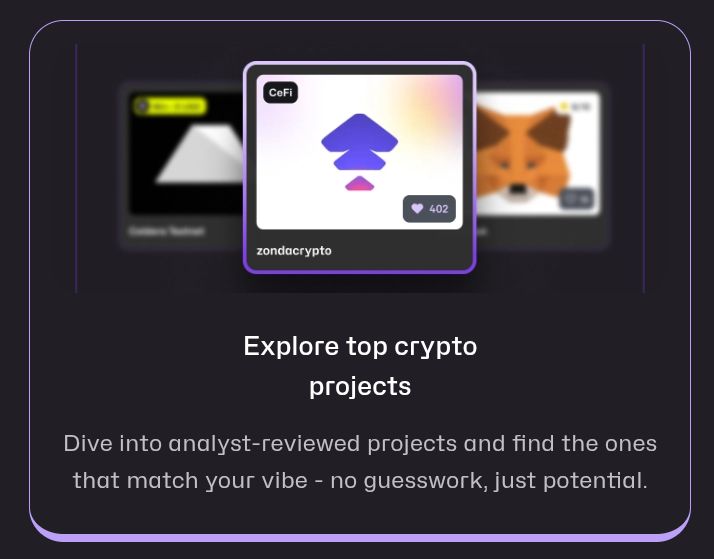 CeFi
402
zondacrypto
Explore top crypto
projects
Dive into analyst-reviewed projects and find the ones
that match your vibe - no guesswork, just potential.